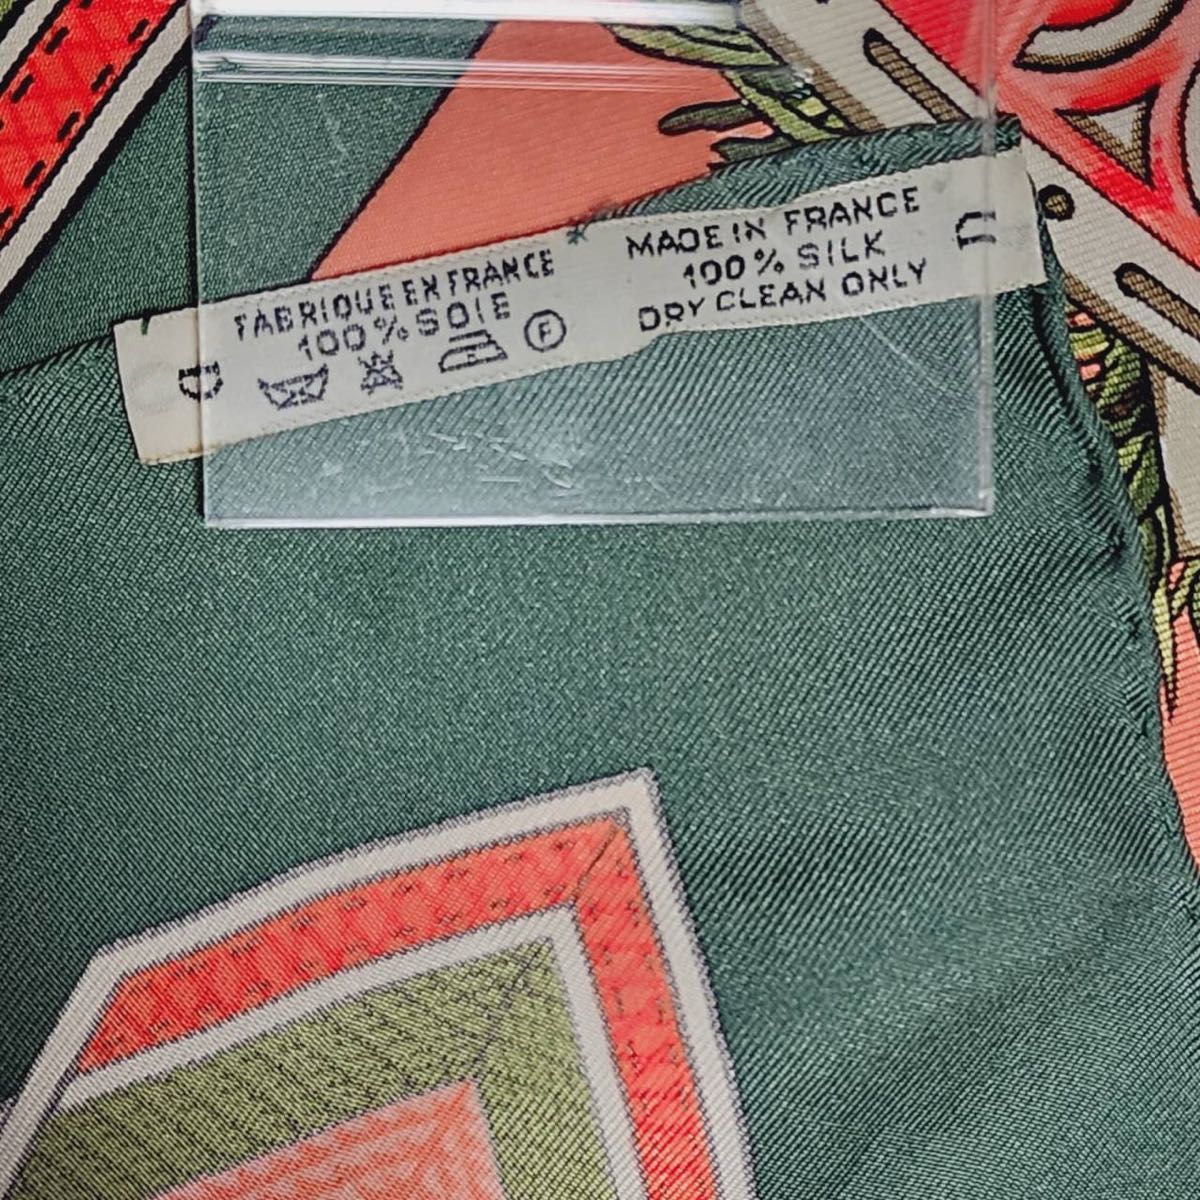 FABRIQUE EN FRANCE
100% SOIE
D
F
MADE IN FRANCE
100% SILK
DRY CLEAN ONLY